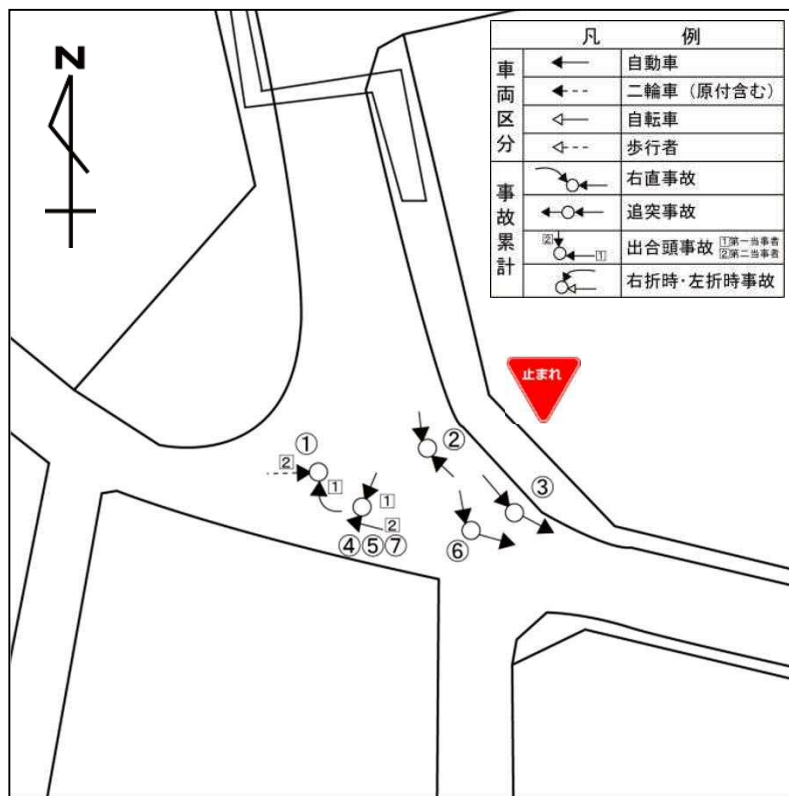 N
凡 例
車両区分
自動車
二輪車（原付含む）
自転車
歩行者
事故累計
右直事故
追突事故
2
1
出合頭事故 1第一当事者
2第二当事者
右折時・左折時事故
止まれ
①
②
2
1
③
1
2
④⑤⑦
⑥